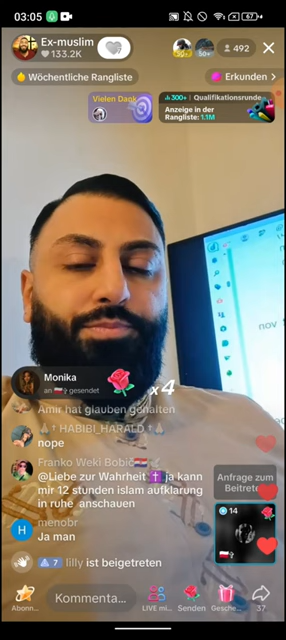 03:05
67
Ex-muslim
133.2K
50+
492
Wöchentliche Rangliste
Erkunden >
Vielen Dank
300+ | Qualifikationsrunde
Anzeige in der
Rangliste: 1.1M
nov
Monika
an gesendet
x4
Amir hat glauben gehalten
HABIBI_HARALD
nope
Franko Weki Bobić
@Liebe zur Wahrheit ja kann
mir 12 stunden islam aufklarung
in ruhe anschauen
Anfrage zum
Beitreten
14
H
menobr
Ja man
7 lilly ist beigetreten
Kommenta...
Abonn...
LIVE mi...
Senden
Gesche...
37